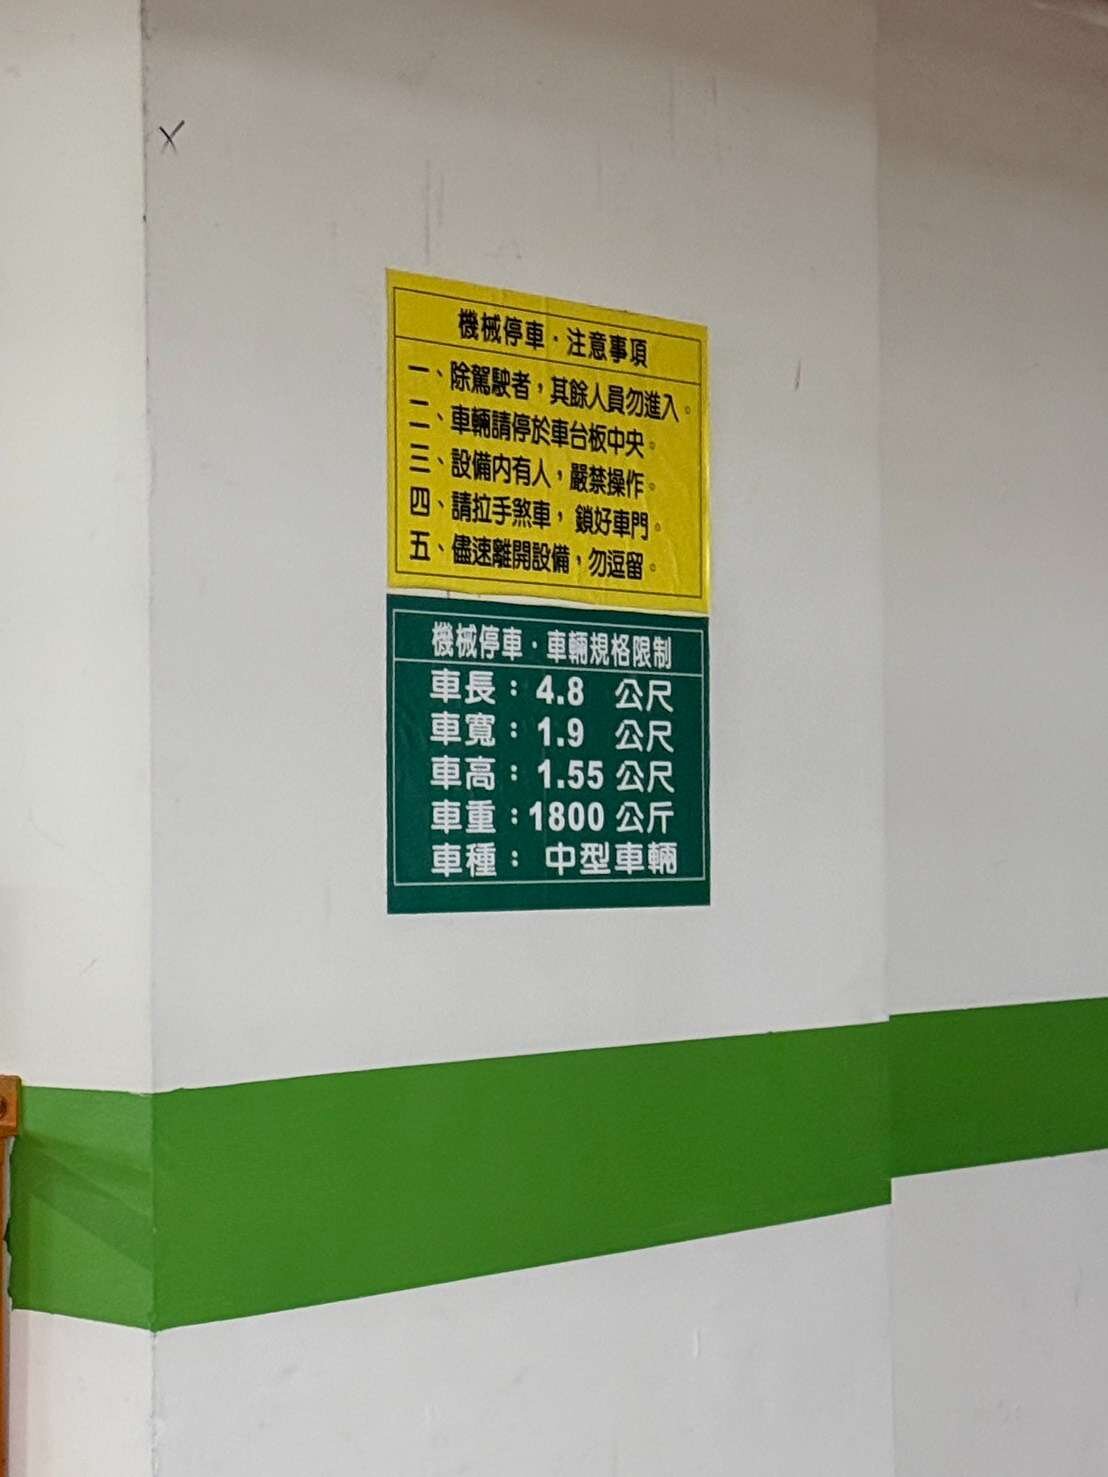 機械停車·注意事項
一、除駕駛者，其餘人員勿進入。
二、車輛請停於車台板中央。
三、設備內有人，嚴禁操作。
四、請拉手煞車，鎖好車門。
五、儘速離開設備，勿逗留。
機械停車·車輛規格限制
車長：4.8 公尺
車寬：1.9 公尺
車高：1.55 公尺
車重：1800 公斤
車種：中型車輛